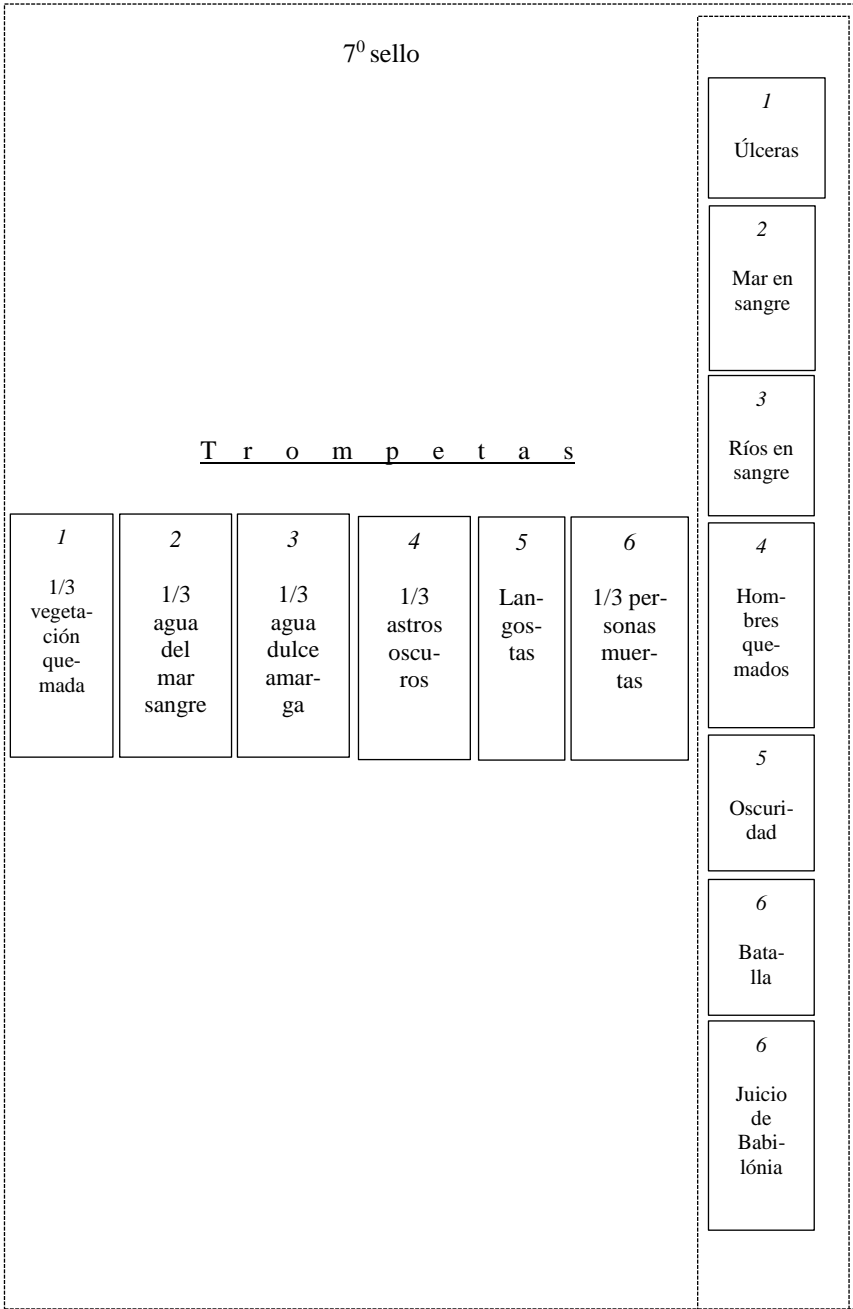 7⁰ sello
T r o m p e t a s
1
1/3
vegeta-
ción
que-
mada
2
1/3
agua
del
mar
sangre
3
1/3
agua
dulce
amar-
ga
4
1/3
astros
oscu-
ros
5
Lan-
gos-
tas
6
1/3 per-
sonas
muer-
tas
1
Úlceras
2
Mar en
sangre
3
Ríos en
sangre
4
Hom-
bres
que-
mados
5
Oscuri-
dad
6
Bata-
lla
6
Juicio
de
Babi-
lónia